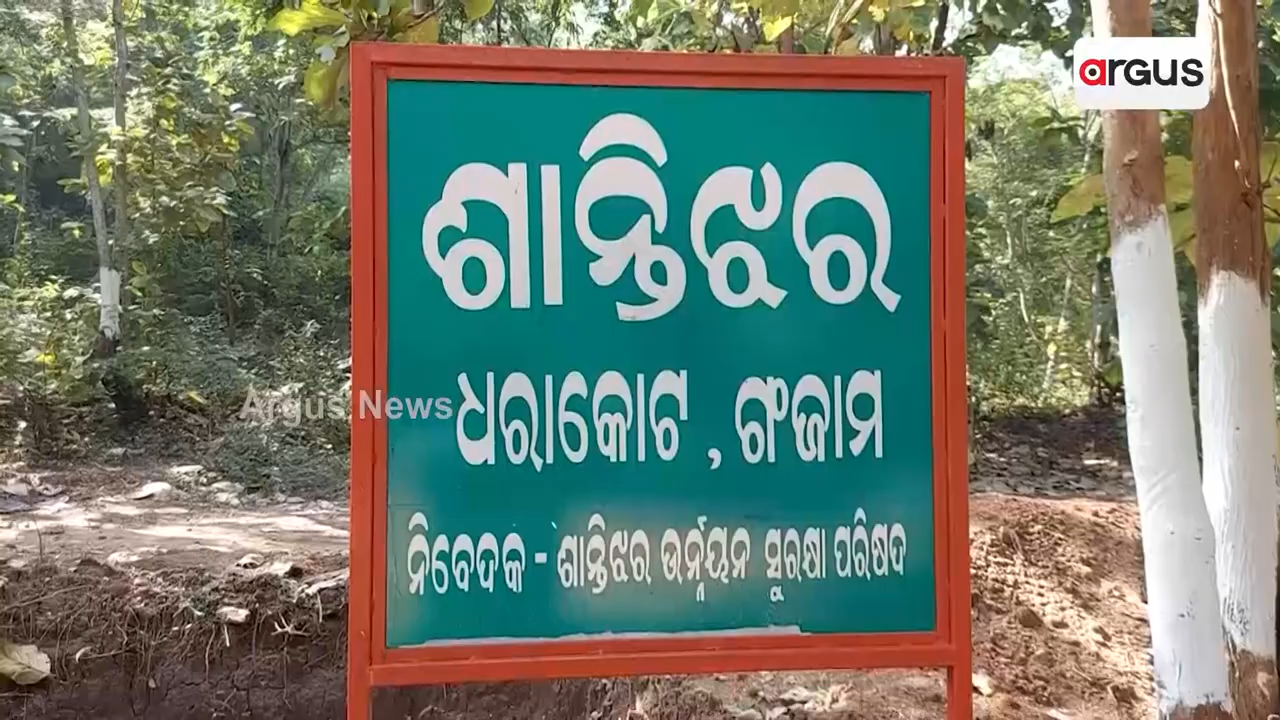 argus
ଶାନ୍ତିଝର
ଧରାକୋଟ , ଗଞ୍ଜାମ
Argus News
ନିବେଦକ - ଶାନ୍ତିଝର ଉର୍ନ୍ନୟନ ସୁରକ୍ଷା ପରିଷଦ